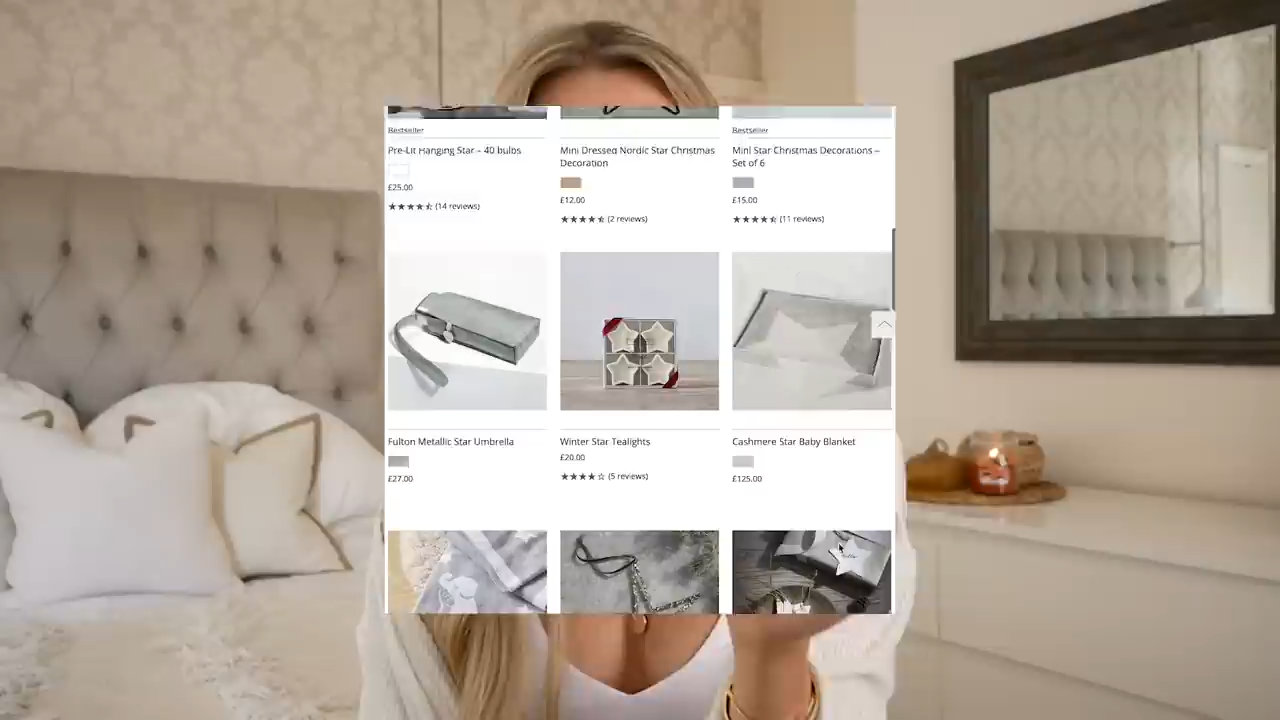 Bestseller
Pre-Lit Hanging Star – 40 bulbs
£25.00
(14 reviews)
Mini Dressed Nordic Star Christmas
Decoration
£12.00
(2 reviews)
Bestseller
Mini Star Christmas Decorations –
Set of 6
£15.00
(11 reviews)
Fulton Metallic Star Umbrella
£27.00
Winter Star Tealights
£20.00
(5 reviews)
Cashmere Star Baby Blanket
£125.00